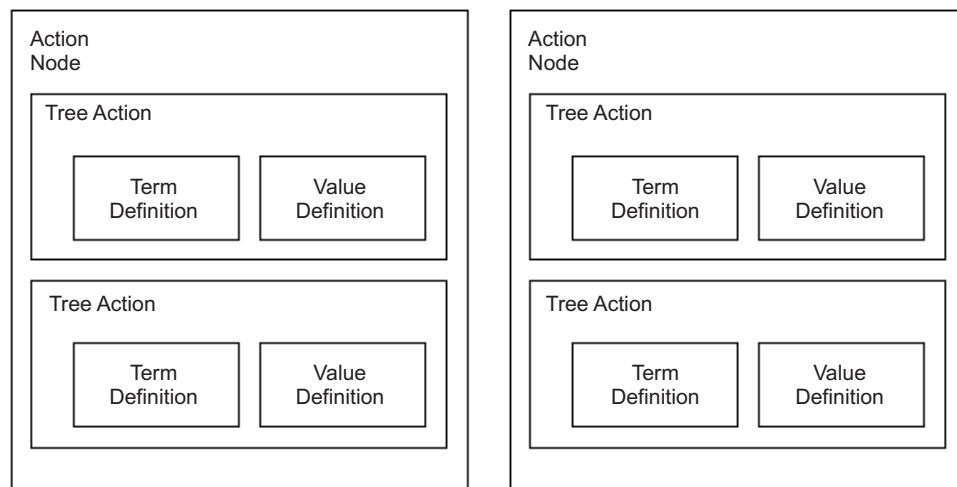 Action
Node
Tree Action
Term
Definition
Value
Definition
Tree Action
Term
Definition
Value
Definition
Action
Node
Tree Action
Term
Definition
Value
Definition
Tree Action
Term
Definition
Value
Definition